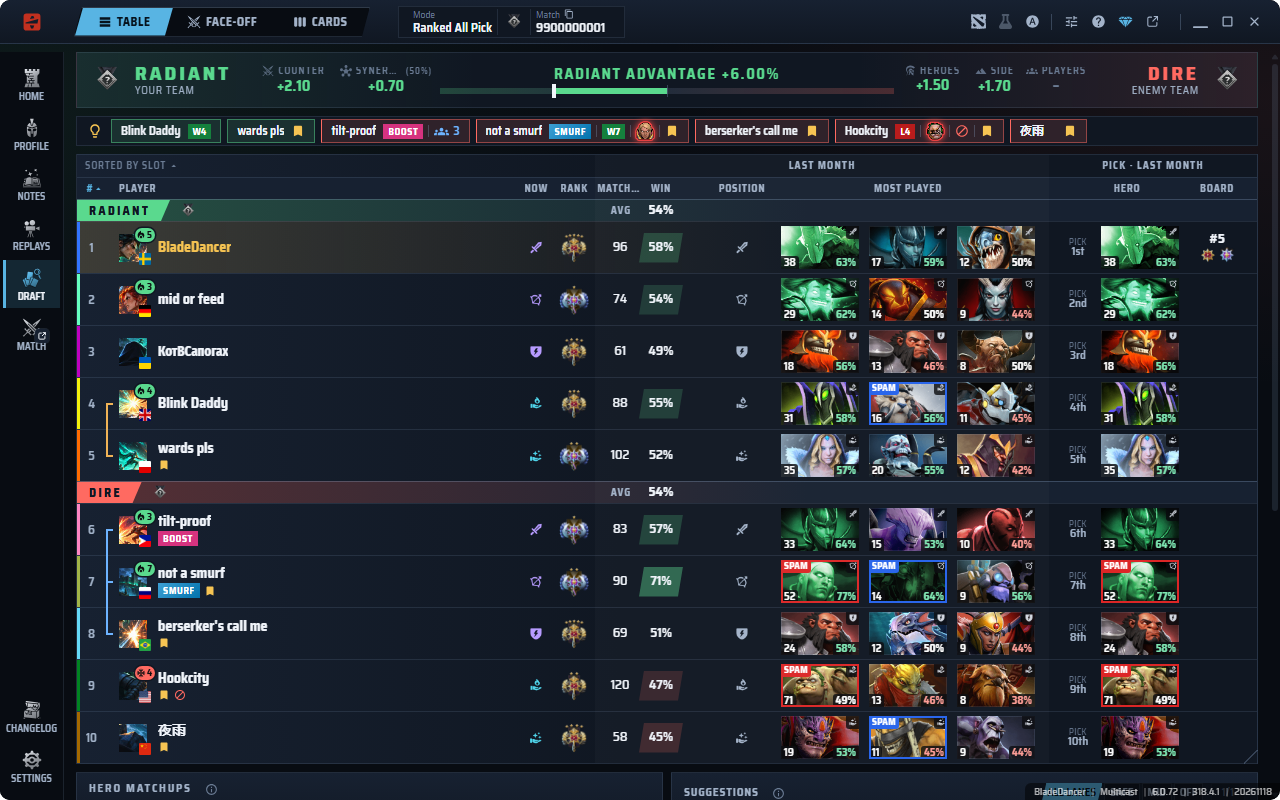 TABLE FACE-OFF CARDS Mode Ranked All Pick Match 9900000001
RADIANT YOUR TEAM COUNTER +2.10 SYNER... (50%) +0.70 RADIANT ADVANTAGE +6.00% HEROES +1.50 SIDE +1.70 PLAYERS – DIRE ENEMY TEAM
Blink Daddy W4 wards pls tilt-proof BOOST 3 not a smurf SMURF W7 berserker's call me Hookcity L4 夜雨
HOME
PROFILE
NOTES
REPLAYS
DRAFT
MATCH
CHANGELOG
SETTINGS
SORTED BY SLOT LAST MONTH PICK - LAST MONTH
# PLAYER NOW RANK MATCH... WIN POSITION MOST PLAYED HERO BOARD
RADIANT AVG 54%
1 5 BladeDancer 96 58% 38 63% 17 59% 12 50% PICK 1st 38 63% #5
2 3 mid or feed 74 54% 29 62% 14 50% 9 44% PICK 2nd 29 62%
3 КотВСапогах 61 49% 18 56% 13 46% 8 50% PICK 3rd 18 56%
4 4 Blink Daddy 88 55% 31 58% SPAM 16 56% 11 45% PICK 4th 31 58%
5 wards pls 102 52% 35 57% 20 55% 12 42% PICK 5th 35 57%
DIRE AVG 54%
6 3 tilt-proof BOOST 83 57% 33 64% 15 53% 10 40% PICK 6th 33 64%
7 7 not a smurf SMURF 90 71% SPAM 52 77% SPAM 14 64% 9 56% PICK 7th SPAM 52 77%
8 berserker's call me 69 51% 24 58% 12 50% 9 44% PICK 8th 24 58%
9 4 Hookcity 120 47% SPAM 71 49% 13 46% 8 38% PICK 9th SPAM 71 49%
10 夜雨 58 45% 19 53% SPAM 11 45% 9 44% PICK 10th 19 53%
HERO MATCHUPS SUGGESTIONS
BladeDancer Multicast 6.0.72 318.4.1 20261118